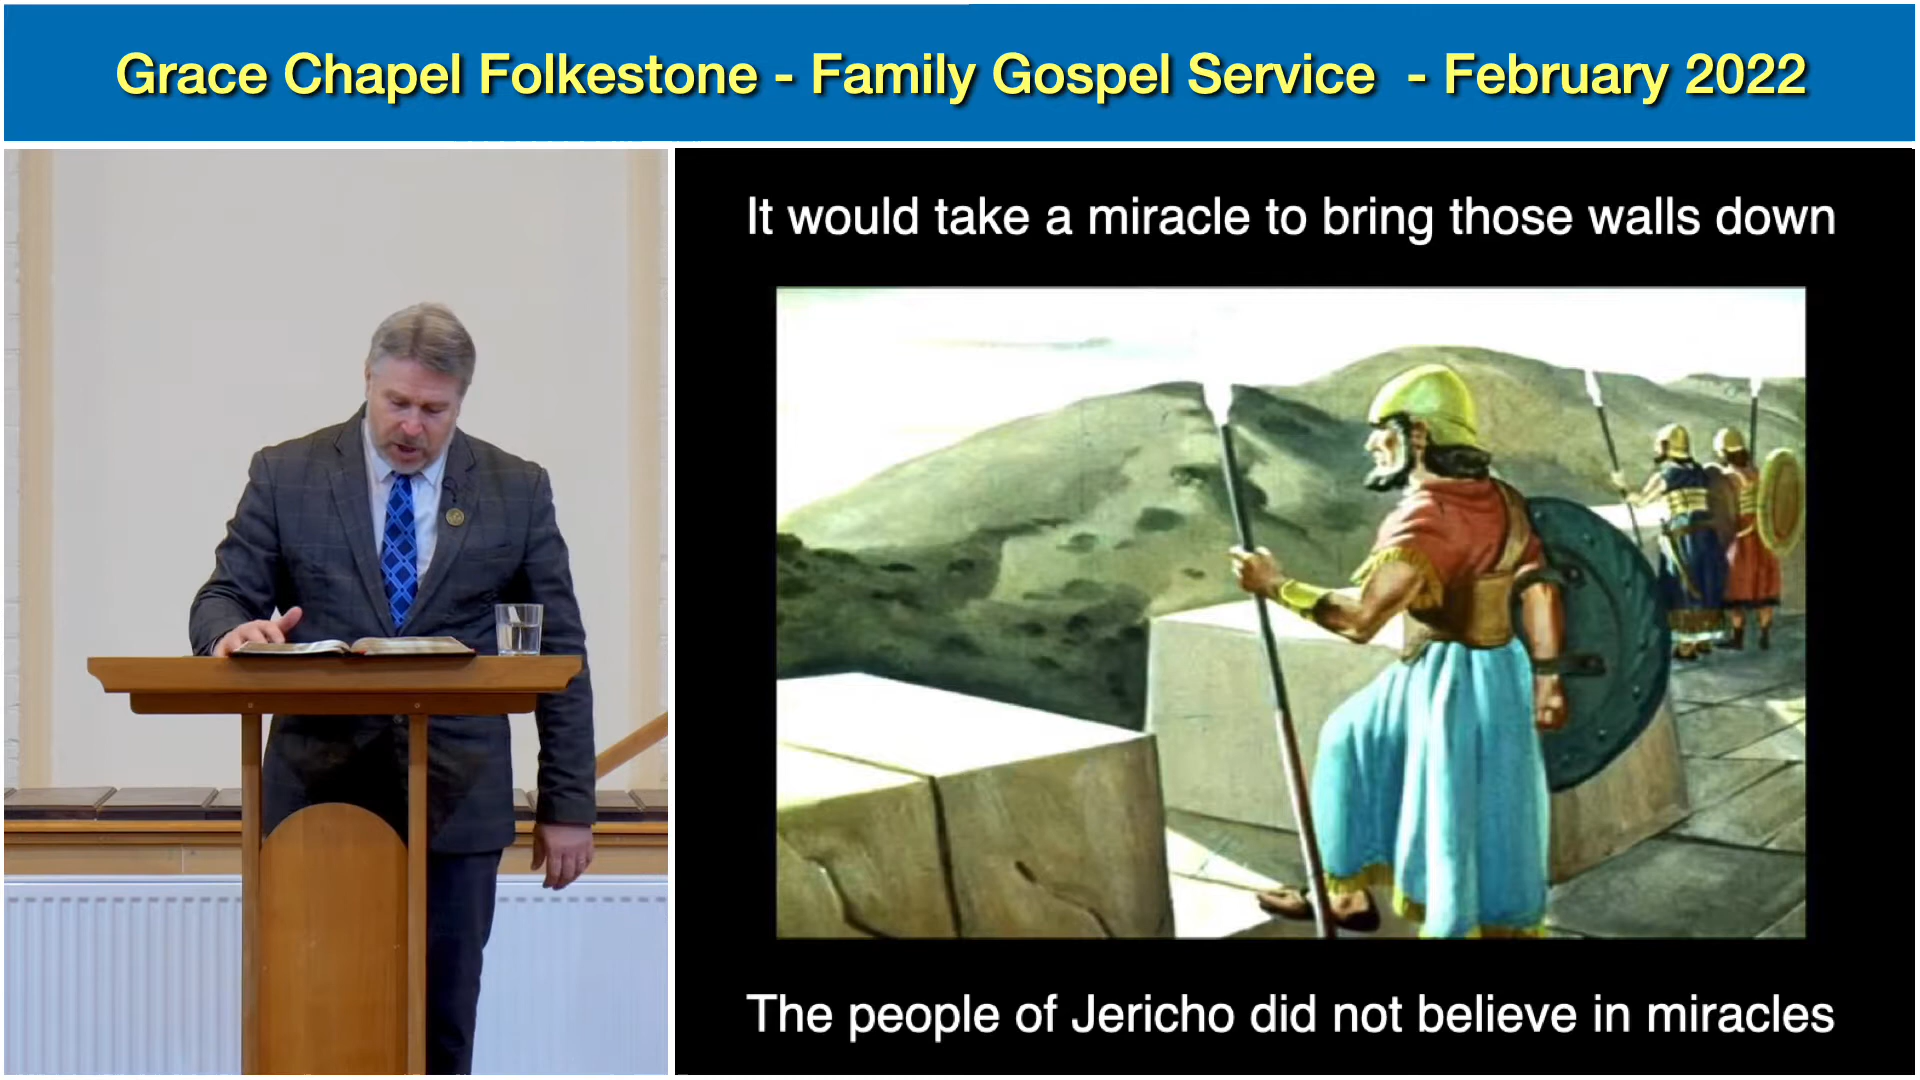 Grace Chapel Folkestone - Family Gospel Service - February 2022
It would take a miracle to bring those walls down
The people of Jericho did not believe in miracles